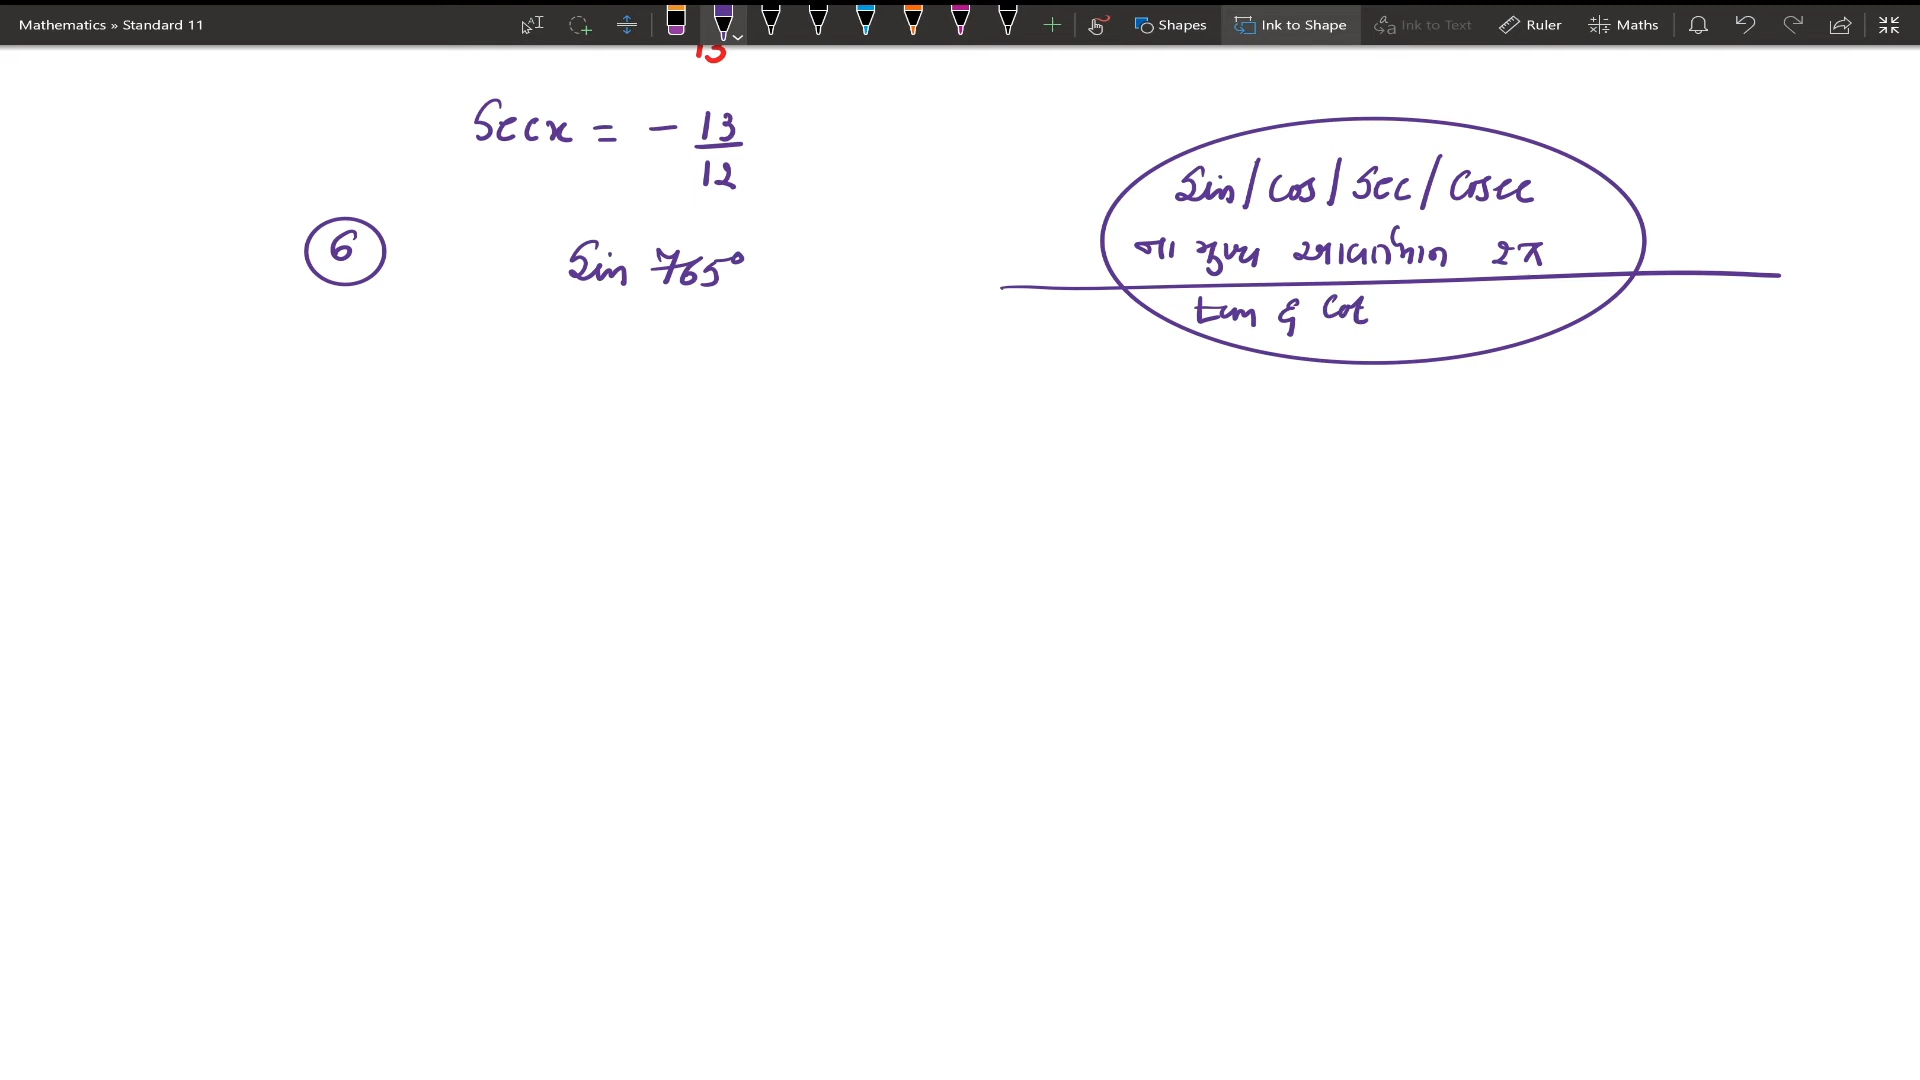 Mathematics » Standard 11
Shapes
Ink to Shape
Ink to Text
Ruler
Maths
13
Secx = - 13/12
Sin / Cos / Sec / Cosec
ના મુખ્ય આવર્તમાન 2π
tan & Cot
6
Sin 765°